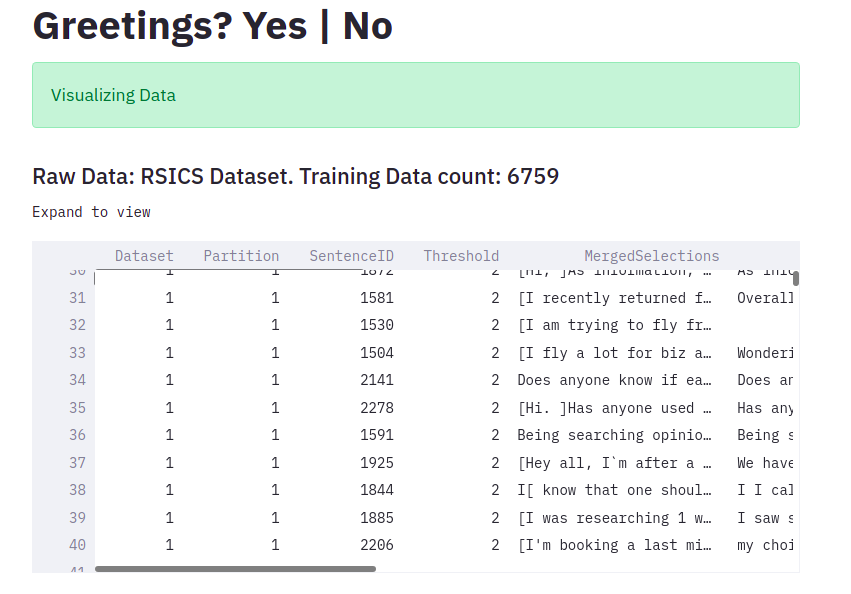 Greetings? Yes | No
Visualizing Data
Raw Data: RSICS Dataset. Training Data count: 6759
Expand to view
Dataset Partition SentenceID Threshold MergedSelections
30 1 1 1872 2 [Hi, ]As information, …
31 1 1 1581 2 [I recently returned f… Overall
32 1 1 1530 2 [I am trying to fly fr…
33 1 1 1504 2 [I fly a lot for biz a… Wonderi
34 1 1 2141 2 Does anyone know if ea… Does an
35 1 1 2278 2 [Hi. ]Has anyone used … Has any
36 1 1 1591 2 Being searching opinio… Being s
37 1 1 1925 2 [Hey all, I`m after a … We have
38 1 1 1844 2 I[ know that one shoul… I I cal
39 1 1 1885 2 [I was researching 1 w… I saw s
40 1 1 2206 2 [I'm booking a last mi… my choi
41